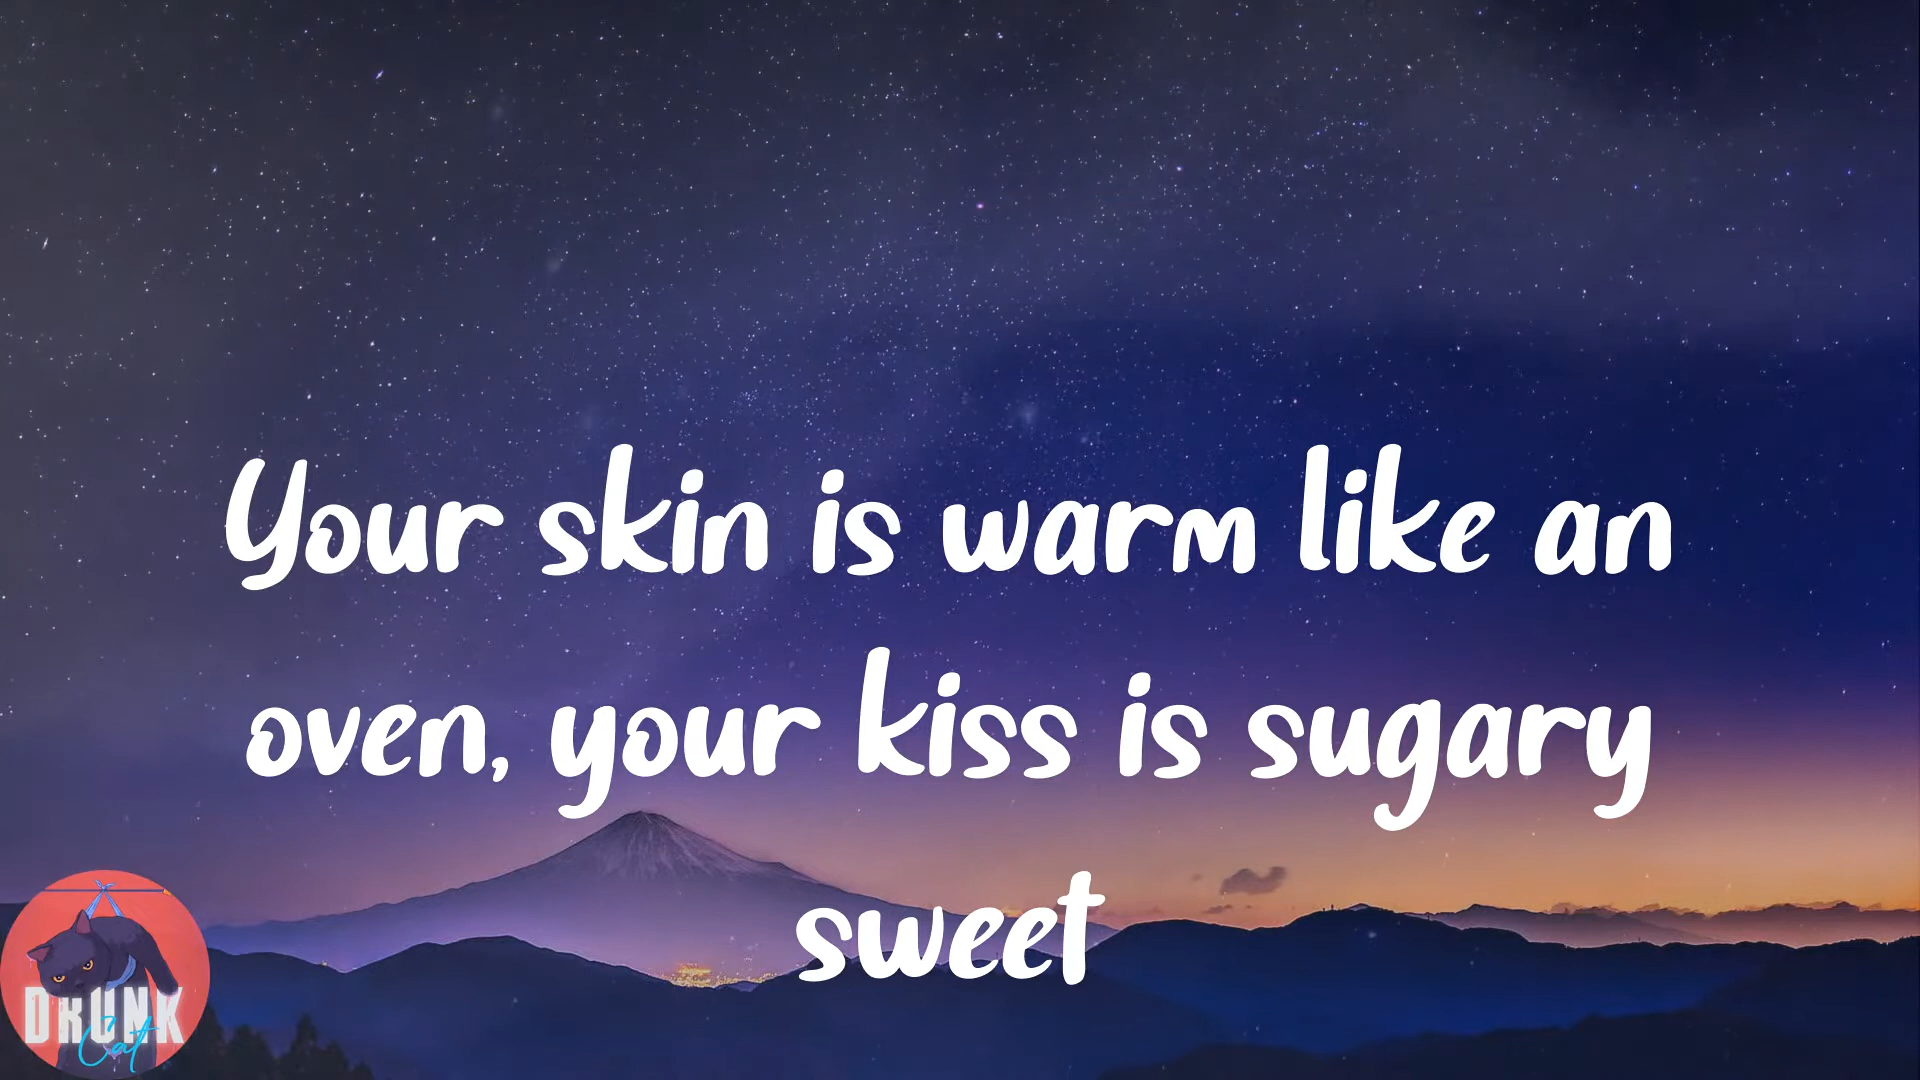 Your skin is warm like an
oven, your kiss is sugary
sweet
DRUNK
Cat